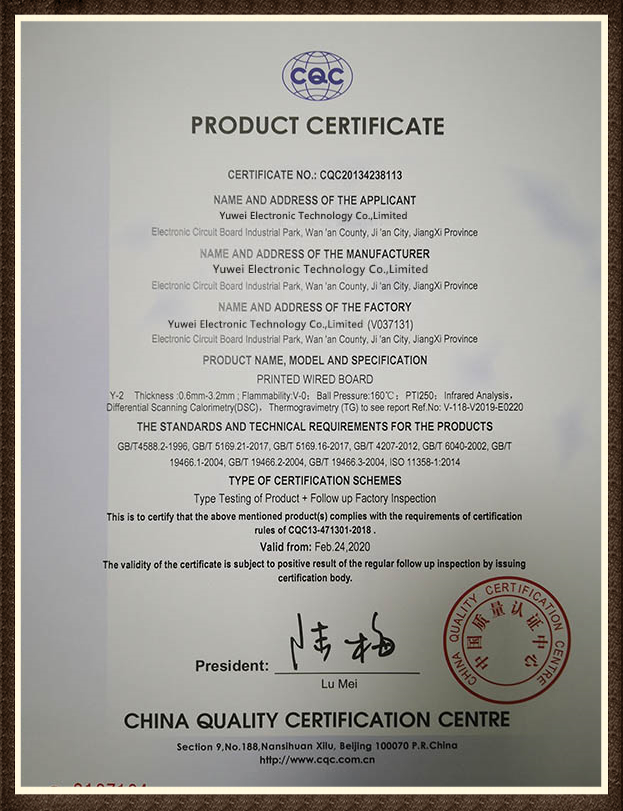 CQC
PRODUCT CERTIFICATE
CERTIFICATE NO.: CQC20134238113
NAME AND ADDRESS OF THE APPLICANT
Yuwei Electronic Technology Co.,Limited
Electronic Circuit Board Industrial Park, Wan 'an County, Ji 'an City, JiangXi Province
NAME AND ADDRESS OF THE MANUFACTURER
Yuwei Electronic Technology Co.,Limited
Electronic Circuit Board Industrial Park, Wan 'an County, Ji 'an City, JiangXi Province
NAME AND ADDRESS OF THE FACTORY
Yuwei Electronic Technology Co.,Limited (V037131)
Electronic Circuit Board Industrial Park, Wan 'an County, Ji 'an City, JiangXi Province
PRODUCT NAME, MODEL AND SPECIFICATION
PRINTED WIRED BOARD
Y-2 Thickness :0.6mm-3.2mm ; Flammability:V-0; Ball Pressure:160℃; PTI250; Infrared Analysis,
Differential Scanning Calorimetry(DSC), Thermogravimetry (TG) to see report Ref.No: V-118-V2019-E0220
THE STANDARDS AND TECHNICAL REQUIREMENTS FOR THE PRODUCTS
GB/T4588.2-1996, GB/T 5169.21-2017, GB/T 5169.16-2017, GB/T 4207-2012, GB/T 6040-2002, GB/T
19466.1-2004, GB/T 19466.2-2004, GB/T 19466.3-2004, ISO 11358-1:2014
TYPE OF CERTIFICATION SCHEMES
Type Testing of Product + Follow up Factory Inspection
This is to certify that the above mentioned product(s) complies with the requirements of certification
rules of CQC13-471301-2018 .
Valid from: Feb.24,2020
The validity of the certificate is subject to positive result of the regular follow up inspection by issuing
certification body.
CHINA QUALITY CERTIFICATION CENTRE
中国质量认证中心
陆梅
President:
Lu Mei
CHINA QUALITY CERTIFICATION CENTRE
Section 9,No.188,Nansihuan Xilu, Beijing 100070 P.R.China
http://www.cqc.com.cn